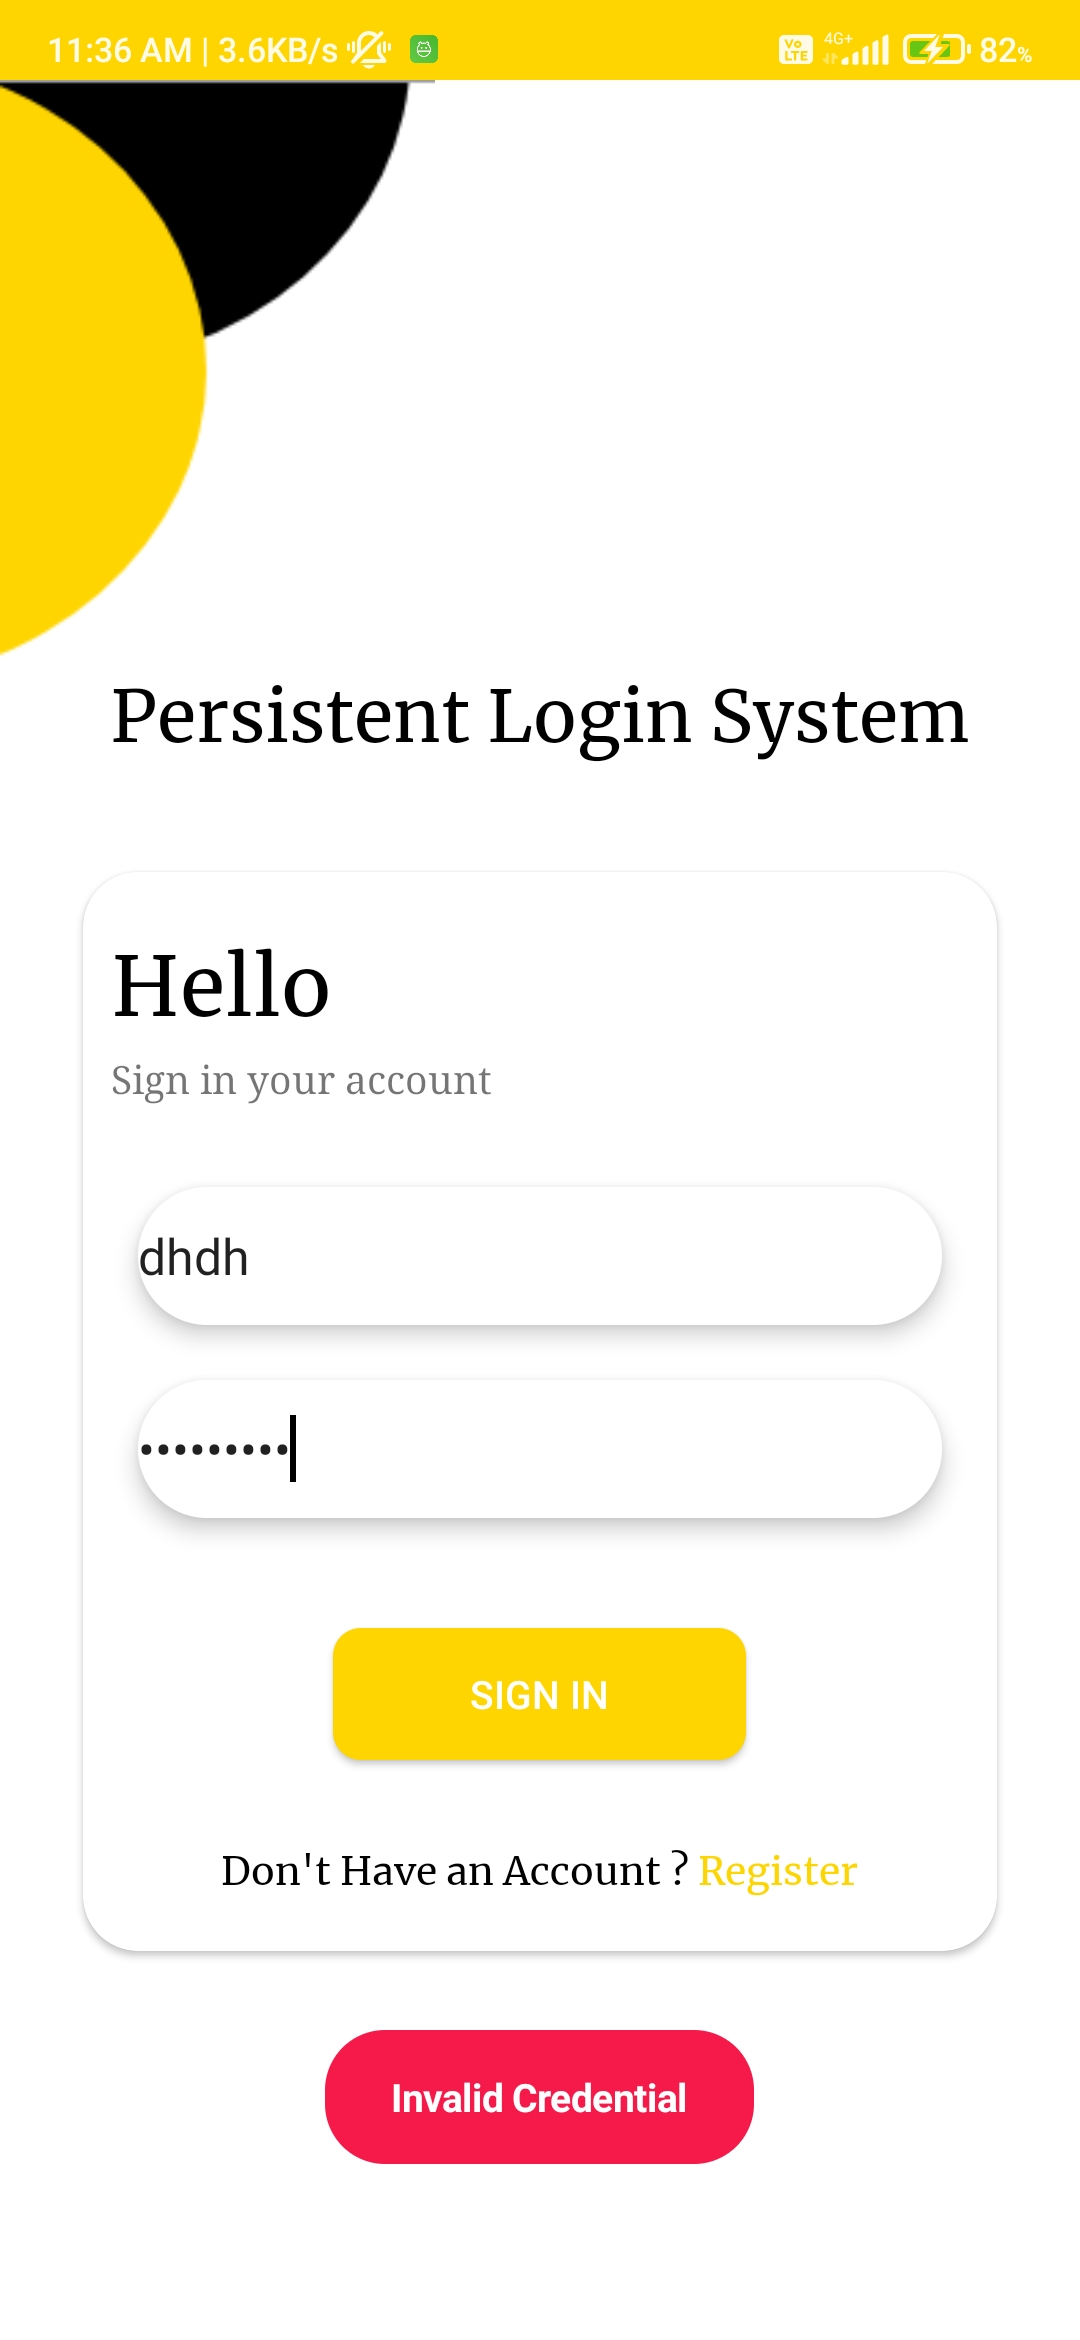 11:36 AM | 3.6KB/s Vo LTE 4G+ 82%
Persistent Login System
Hello
Sign in your account
dhdh
•••••••••
SIGN IN
Don't Have an Account ? Register
Invalid Credential